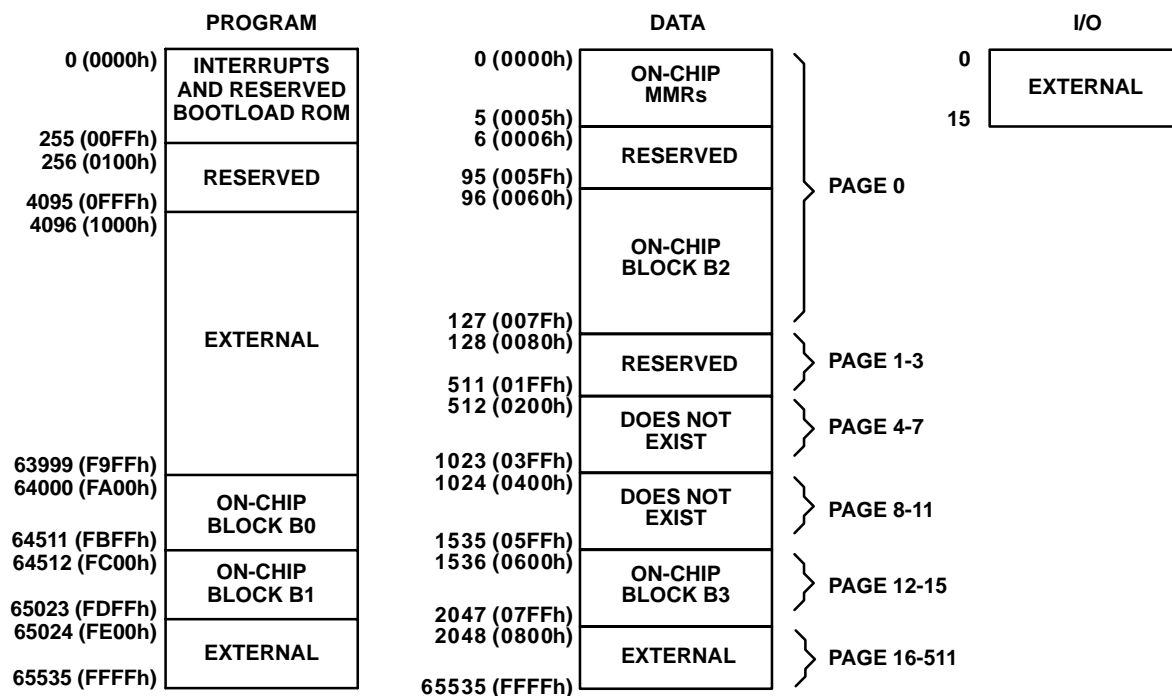 PROGRAM
0 (0000h)
INTERRUPTS
AND RESERVED
BOOTLOAD ROM
255 (00FFh)
256 (0100h)
RESERVED
4095 (0FFFh)
4096 (1000h)
EXTERNAL
63999 (F9FFh)
64000 (FA00h)
ON-CHIP
BLOCK B0
64511 (FBFFh)
64512 (FC00h)
ON-CHIP
BLOCK B1
65023 (FDFFh)
65024 (FE00h)
EXTERNAL
65535 (FFFFh)
DATA
0 (0000h)
ON-CHIP
MMRs
5 (0005h)
6 (0006h)
RESERVED
95 (005Fh)
96 (0060h)
ON-CHIP
BLOCK B2
127 (007Fh)
PAGE 0
128 (0080h)
RESERVED
511 (01FFh)
PAGE 1-3
512 (0200h)
DOES NOT
EXIST
1023 (03FFh)
PAGE 4-7
1024 (0400h)
DOES NOT
EXIST
1535 (05FFh)
PAGE 8-11
1536 (0600h)
ON-CHIP
BLOCK B3
2047 (07FFh)
PAGE 12-15
2048 (0800h)
EXTERNAL
65535 (FFFFh)
PAGE 16-511
I/O
0
EXTERNAL
15